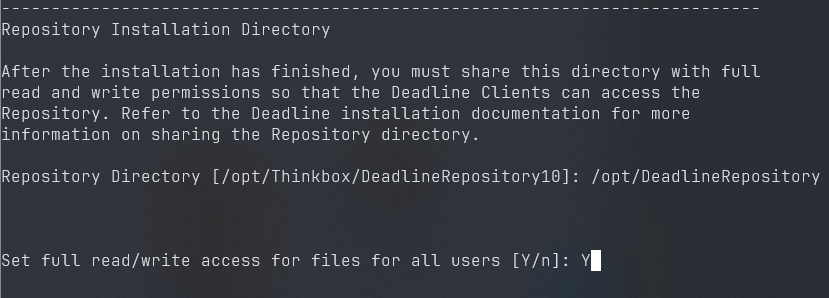 --------------------------------------------------------------------------------
Repository Installation Directory
After the installation has finished, you must share this directory with full
read and write permissions so that the Deadline Clients can access the
Repository. Refer to the Deadline installation documentation for more
information on sharing the Repository directory.
Repository Directory [/opt/Thinkbox/DeadlineRepository10]: /opt/DeadlineRepository
Set full read/write access for files for all users [Y/n]: Y